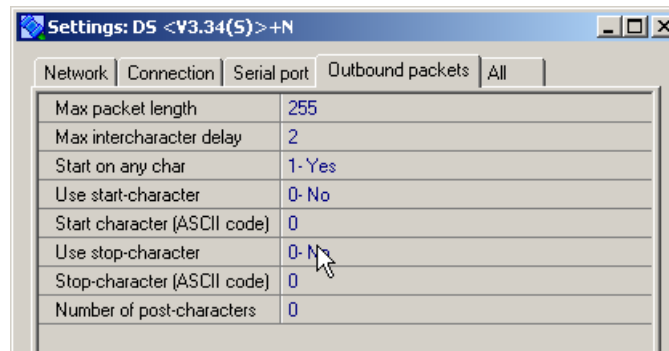 Settings: DS <V3.34(S)>+N
Network Connection Serial port Outbound packets All
Max packet length 255
Max intercharacter delay 2
Start on any char 1- Yes
Use start-character 0- No
Start character (ASCII code) 0
Use stop-character 0- No
Stop-character (ASCII code) 0
Number of post-characters 0